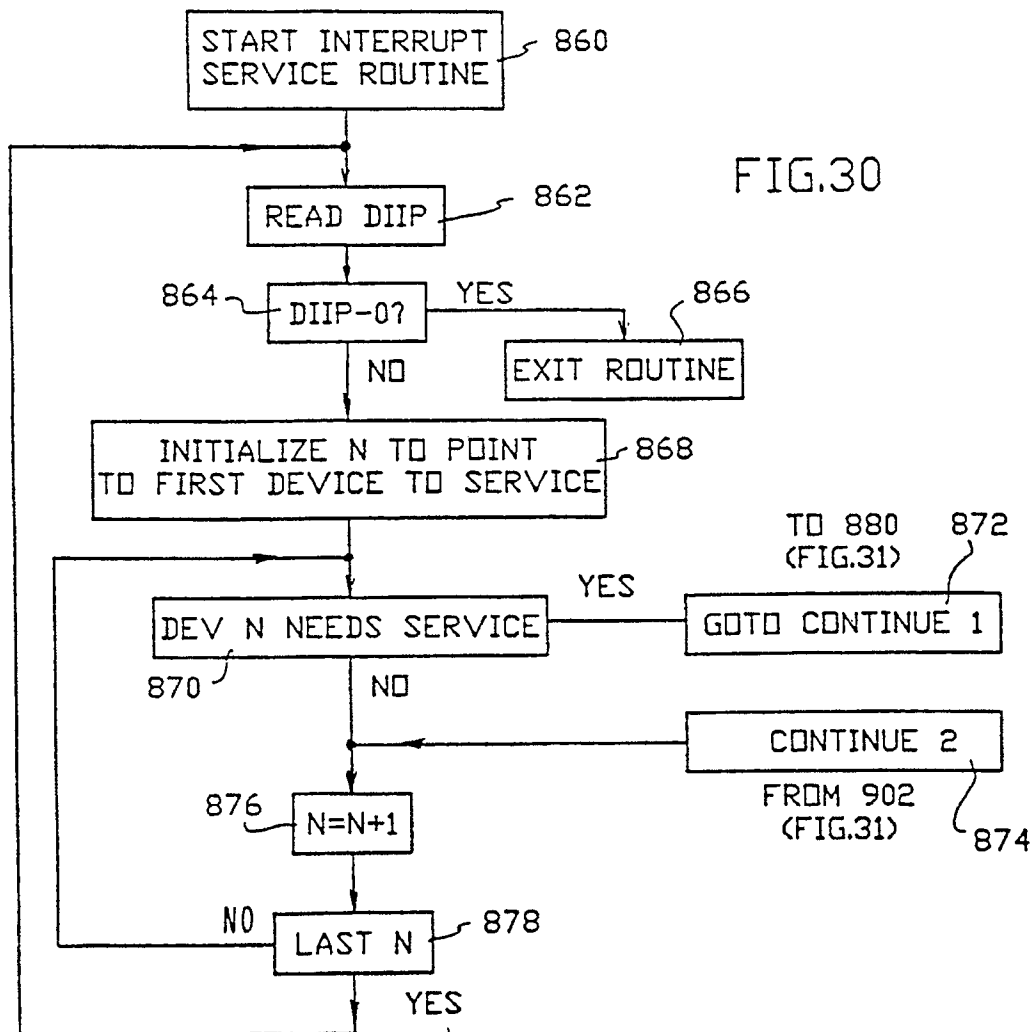 START INTERRUPT
SERVICE ROUTINE
860
FIG.30
READ DIIP
862
864
DIIP-0?
YES
866
EXIT ROUTINE
NO
INITIALIZE N TO POINT
TO FIRST DEVICE TO SERVICE
868
TO 880
(FIG.31)
872
DEV N NEEDS SERVICE
YES
GOTO CONTINUE 1
870
NO
CONTINUE 2
876
N=N+1
FROM 902
(FIG.31)
874
NO
LAST N
878
YES